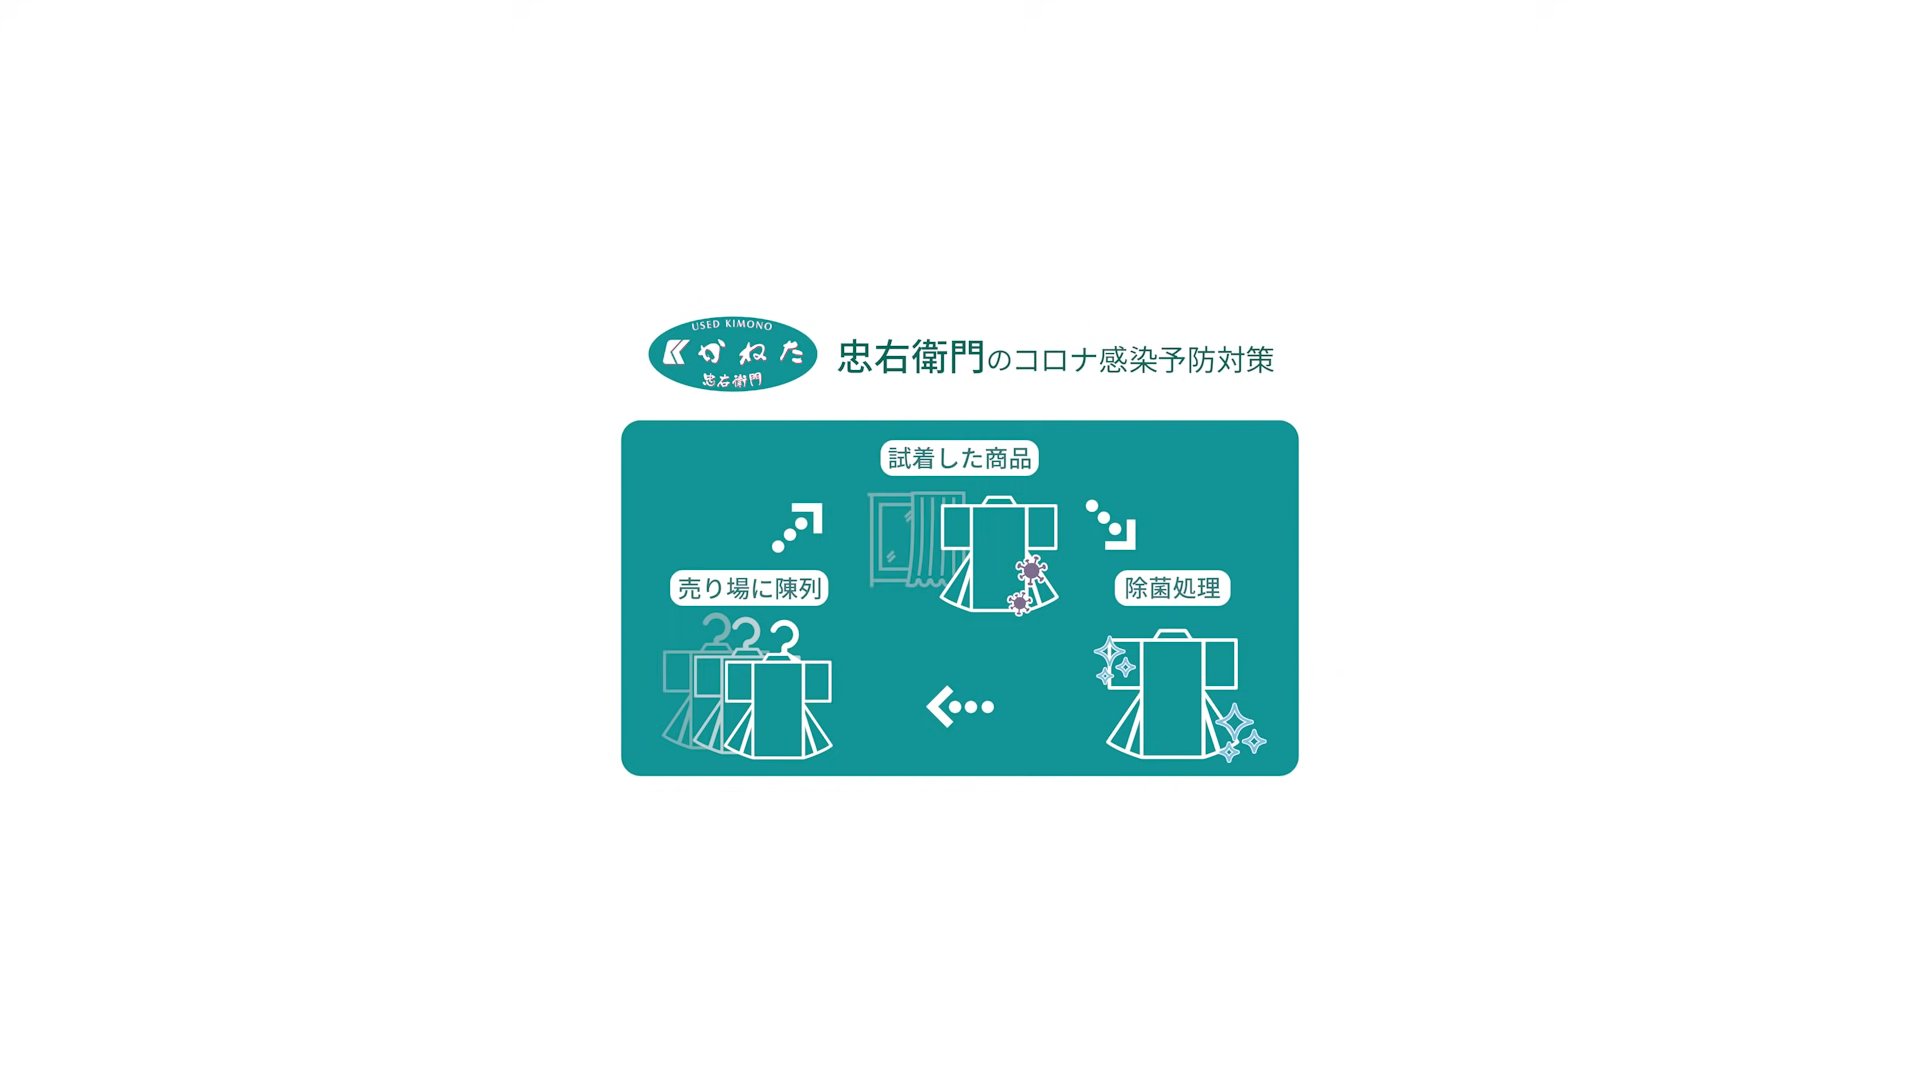 USED KIMONO
かねた
忠右衛門
忠右衛門のコロナ感染予防対策
試着した商品
売り場に陳列
除菌処理